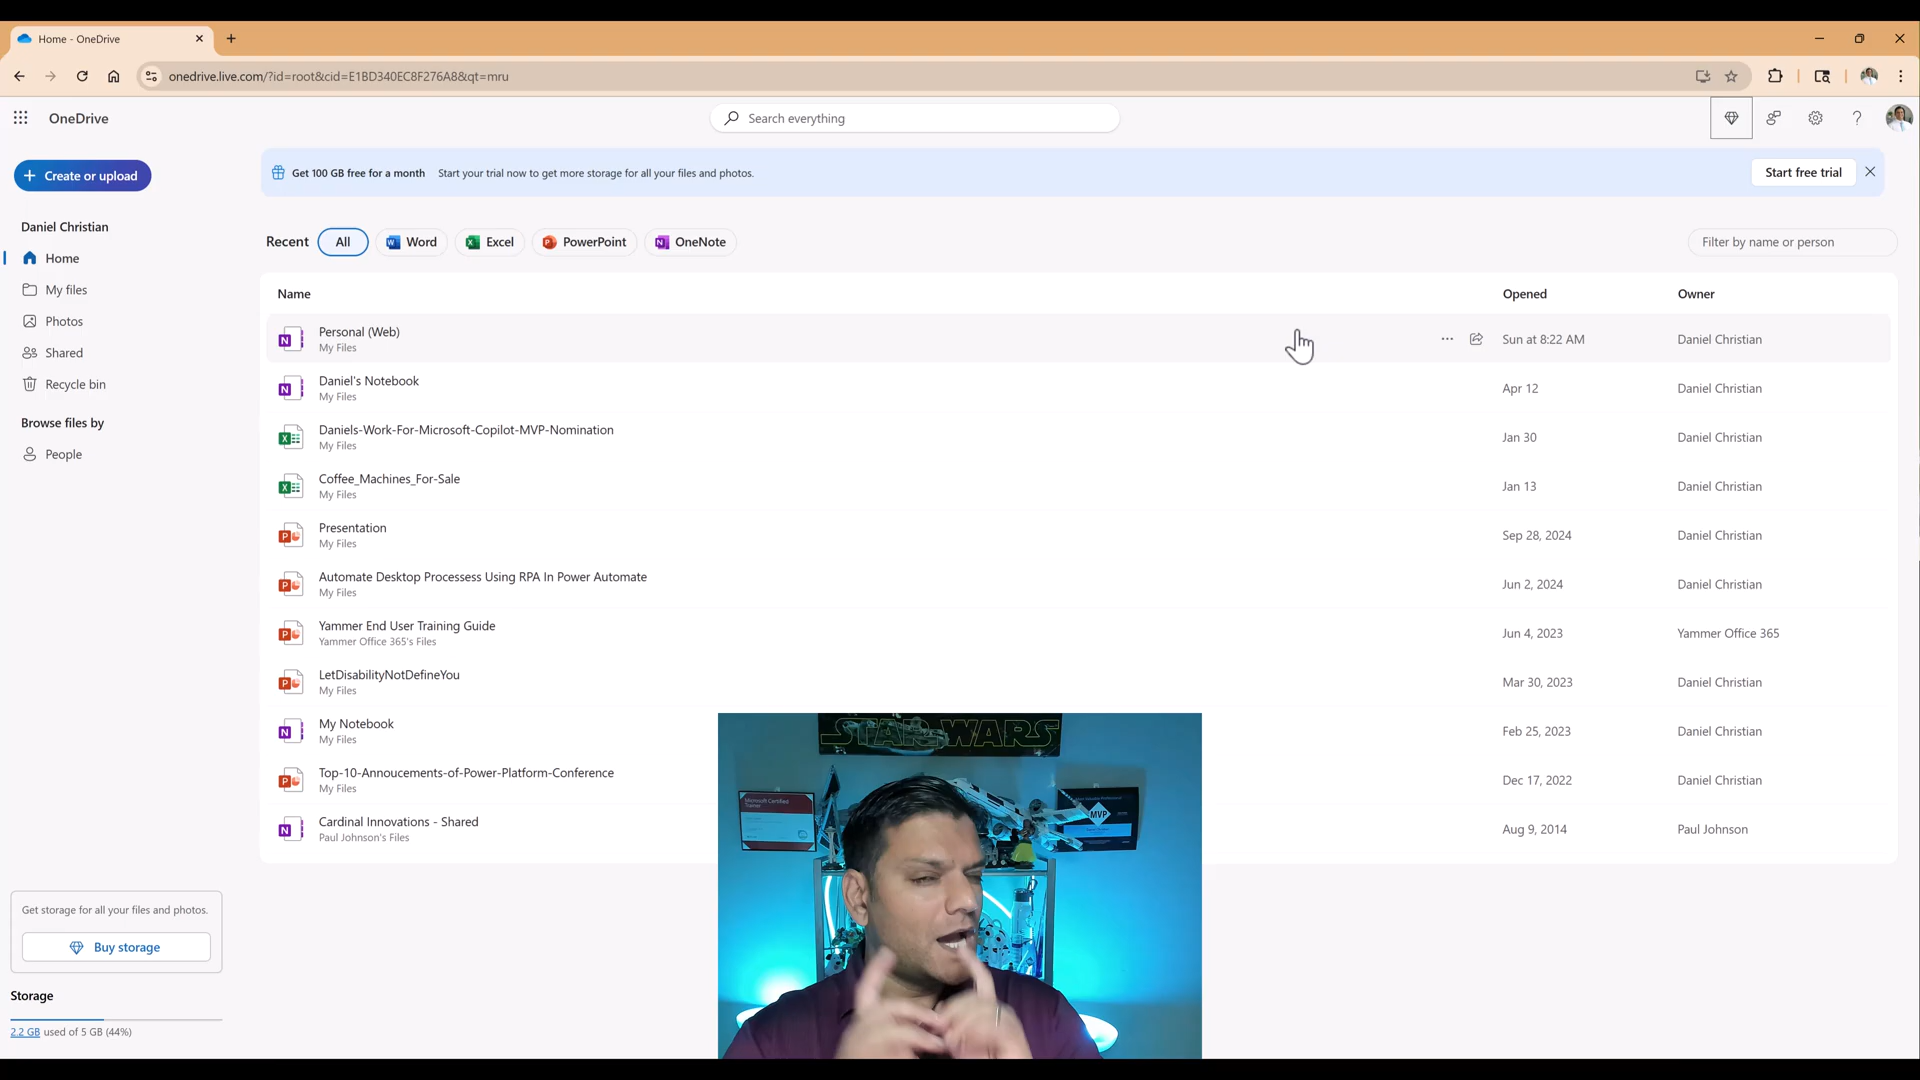 Home - OneDrive
onedrive.live.com/?id=root&cid=E1BD340EC8F276A8&qt=mru
OneDrive
Search everything
Create or upload
Get 100 GB free for a month Start your trial now to get more storage for all your files and photos.
Start free trial
Daniel Christian
Home
My files
Photos
Shared
Recycle bin
Browse files by
People
Recent All Word Excel PowerPoint OneNote
Filter by name or person
Name Opened Owner
Personal (Web)
My Files
Sun at 8:22 AM Daniel Christian
Daniel's Notebook
My Files
Apr 12 Daniel Christian
Daniels-Work-For-Microsoft-Copilot-MVP-Nomination
My Files
Jan 30 Daniel Christian
Coffee_Machines_For-Sale
My Files
Jan 13 Daniel Christian
Presentation
My Files
Sep 28, 2024 Daniel Christian
Automate Desktop Processess Using RPA In Power Automate
My Files
Jun 2, 2024 Daniel Christian
Yammer End User Training Guide
Yammer Office 365's Files
Jun 4, 2023 Yammer Office 365
LetDisabilityNotDefineYou
My Files
Mar 30, 2023 Daniel Christian
My Notebook
My Files
Feb 25, 2023 Daniel Christian
Top-10-Annoucements-of-Power-Platform-Conference
My Files
Dec 17, 2022 Daniel Christian
Cardinal Innovations - Shared
Paul Johnson's Files
Aug 9, 2014 Paul Johnson
STAR WARS
Microsoft Certified
Trainer
MVP
Get storage for all your files and photos.
Buy storage
Storage
2.2 GB used of 5 GB (44%)